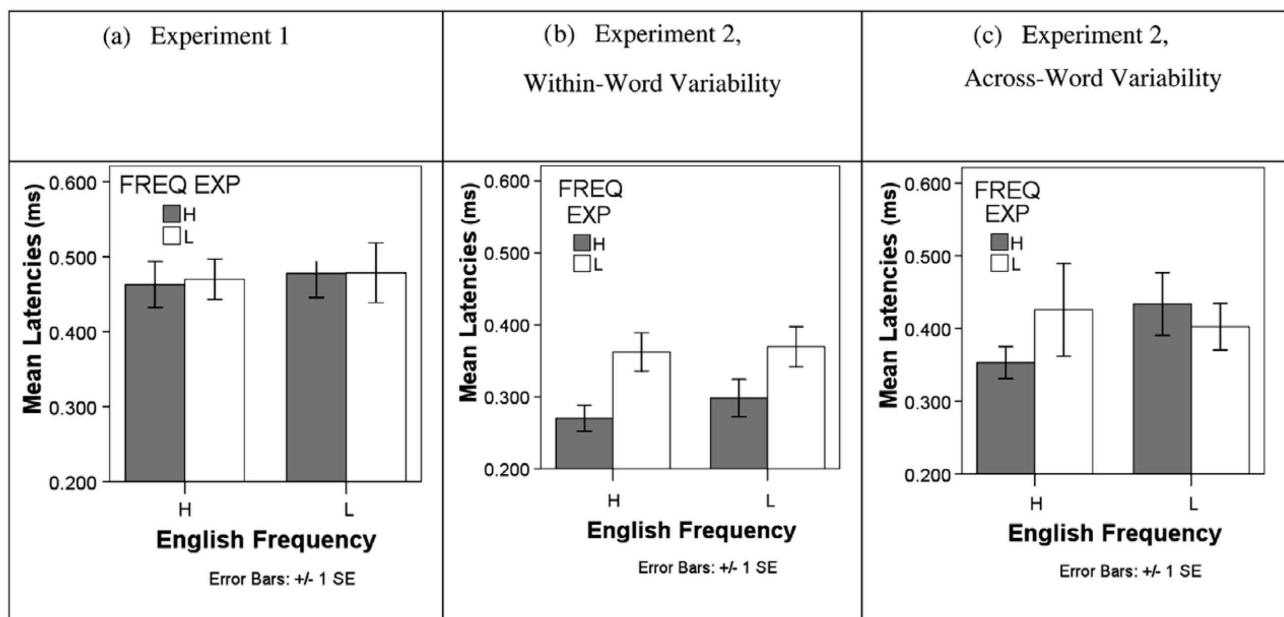 (a) Experiment 1
(b) Experiment 2,
Within-Word Variability
(c) Experiment 2,
Across-Word Variability
Mean Latencies (ms)
0.600
0.500
0.400
0.300
0.200
FREQ EXP
H
L
H
L
English Frequency
Error Bars: +/- 1 SE
Mean Latencies (ms)
0.600
0.500
0.400
0.300
0.200
FREQ
EXP
H
L
H
L
English Frequency
Error Bars: +/- 1 SE
Mean Latencies (ms)
0.600
0.500
0.400
0.300
0.200
FREQ
EXP
H
L
H
L
English Frequency
Error Bars: +/- 1 SE